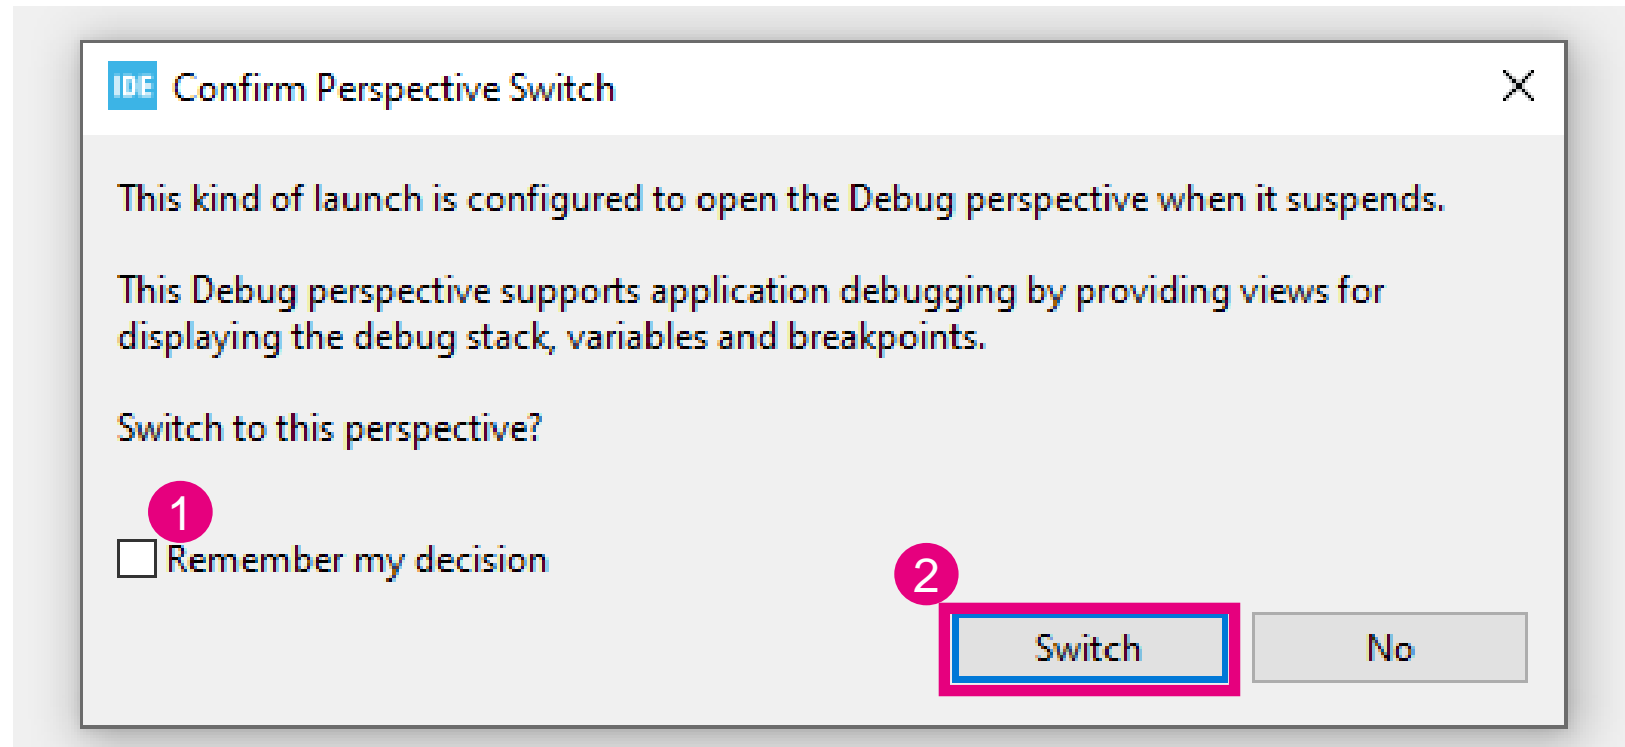 IDE Confirm Perspective Switch
This kind of launch is configured to open the Debug perspective when it suspends.
This Debug perspective supports application debugging by providing views for
displaying the debug stack, variables and breakpoints.
Switch to this perspective?
1
Remember my decision
2
Switch No